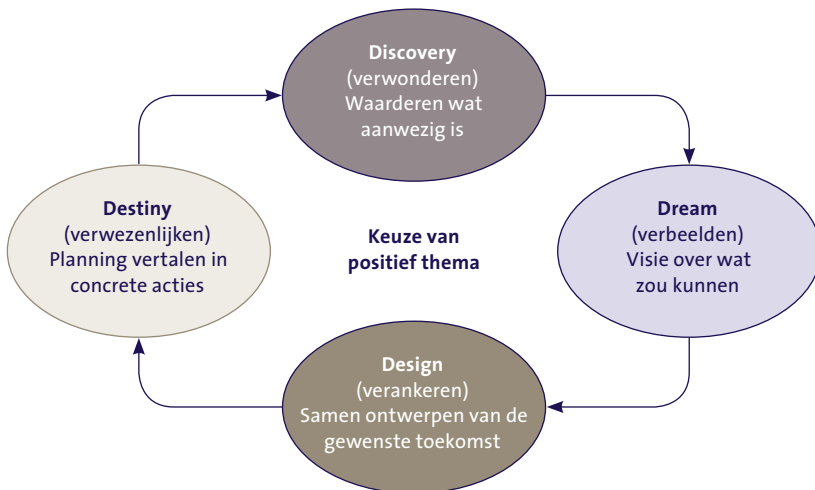 Discovery
(verwonderen)
Waarderen wat
aanwezig is
Destiny
(verwezenlijken)
Planning vertalen in
concrete acties
Keuze van
positief thema
Dream
(verbeelden)
Visie over wat
zou kunnen
Design
(verankeren)
Samen ontwerpen van de
gewenste toekomst